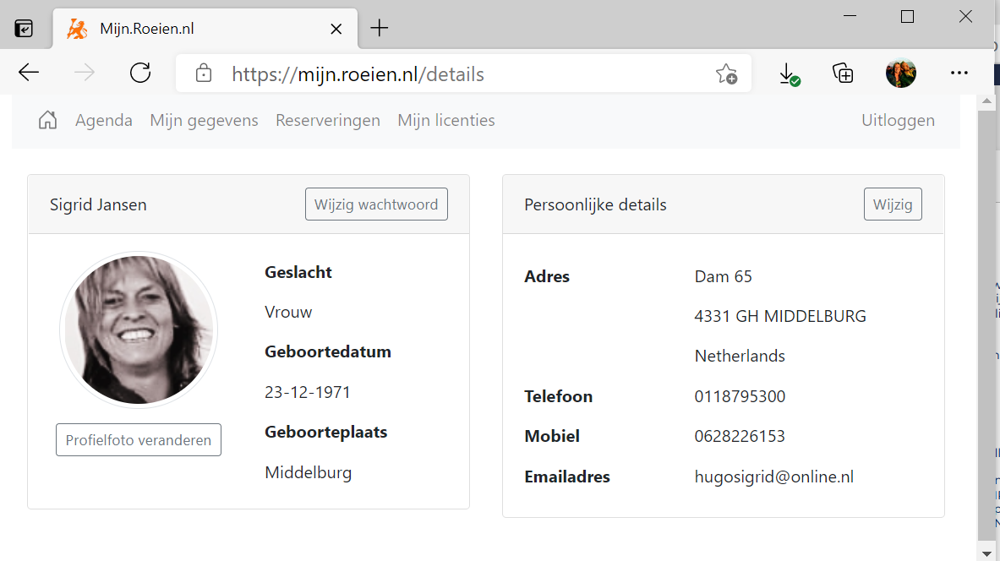 Mijn.Roeien.nl
https://mijn.roeien.nl/details
Agenda Mijn gegevens Reserveringen Mijn licenties Uitloggen
Sigrid Jansen
Wijzig wachtwoord
Geslacht
Vrouw
Geboortedatum
23-12-1971
Geboorteplaats
Middelburg
Profielfoto veranderen
Persoonlijke details
Wijzig
Adres Dam 65
4331 GH MIDDELBURG
Netherlands
Telefoon 0118795300
Mobiel 0628226153
Emailadres hugosigrid@online.nl